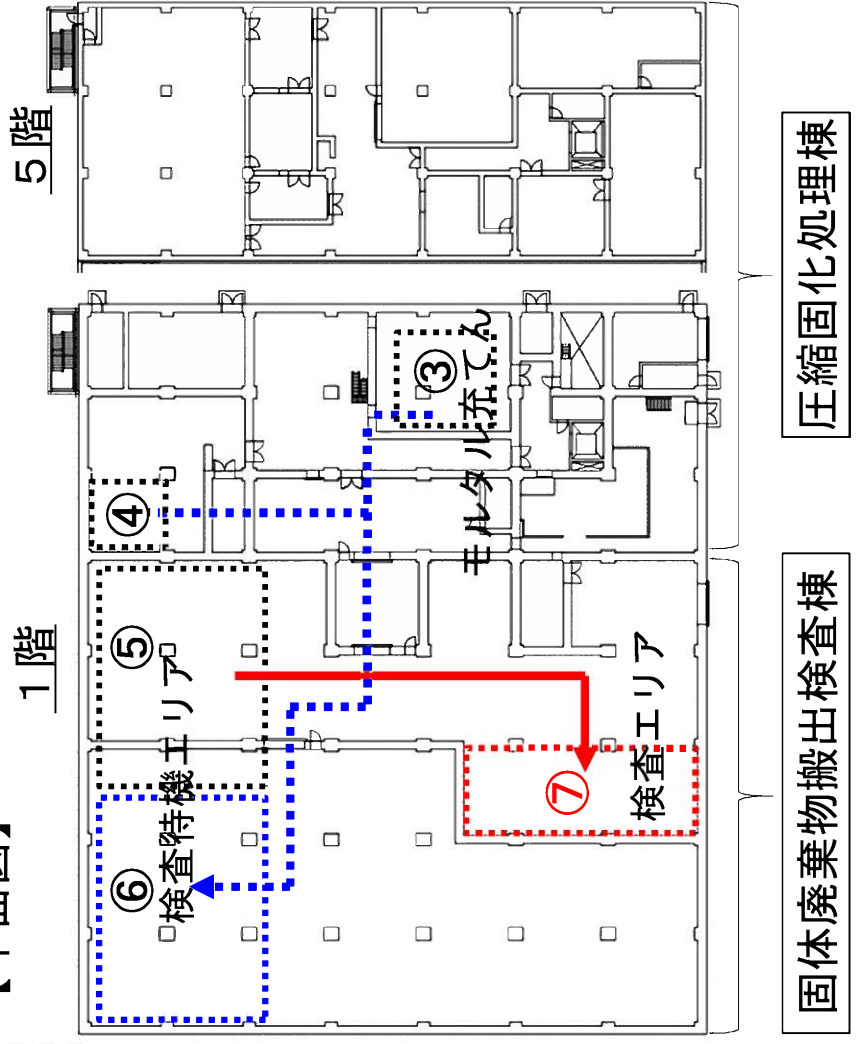 【平面図】
1階
5階
⑥
⑤
④
③
検査待機エリア
モルタル充てん
⑦
検査エリア
固体廃棄物搬出検査棟
圧縮固化処理棟